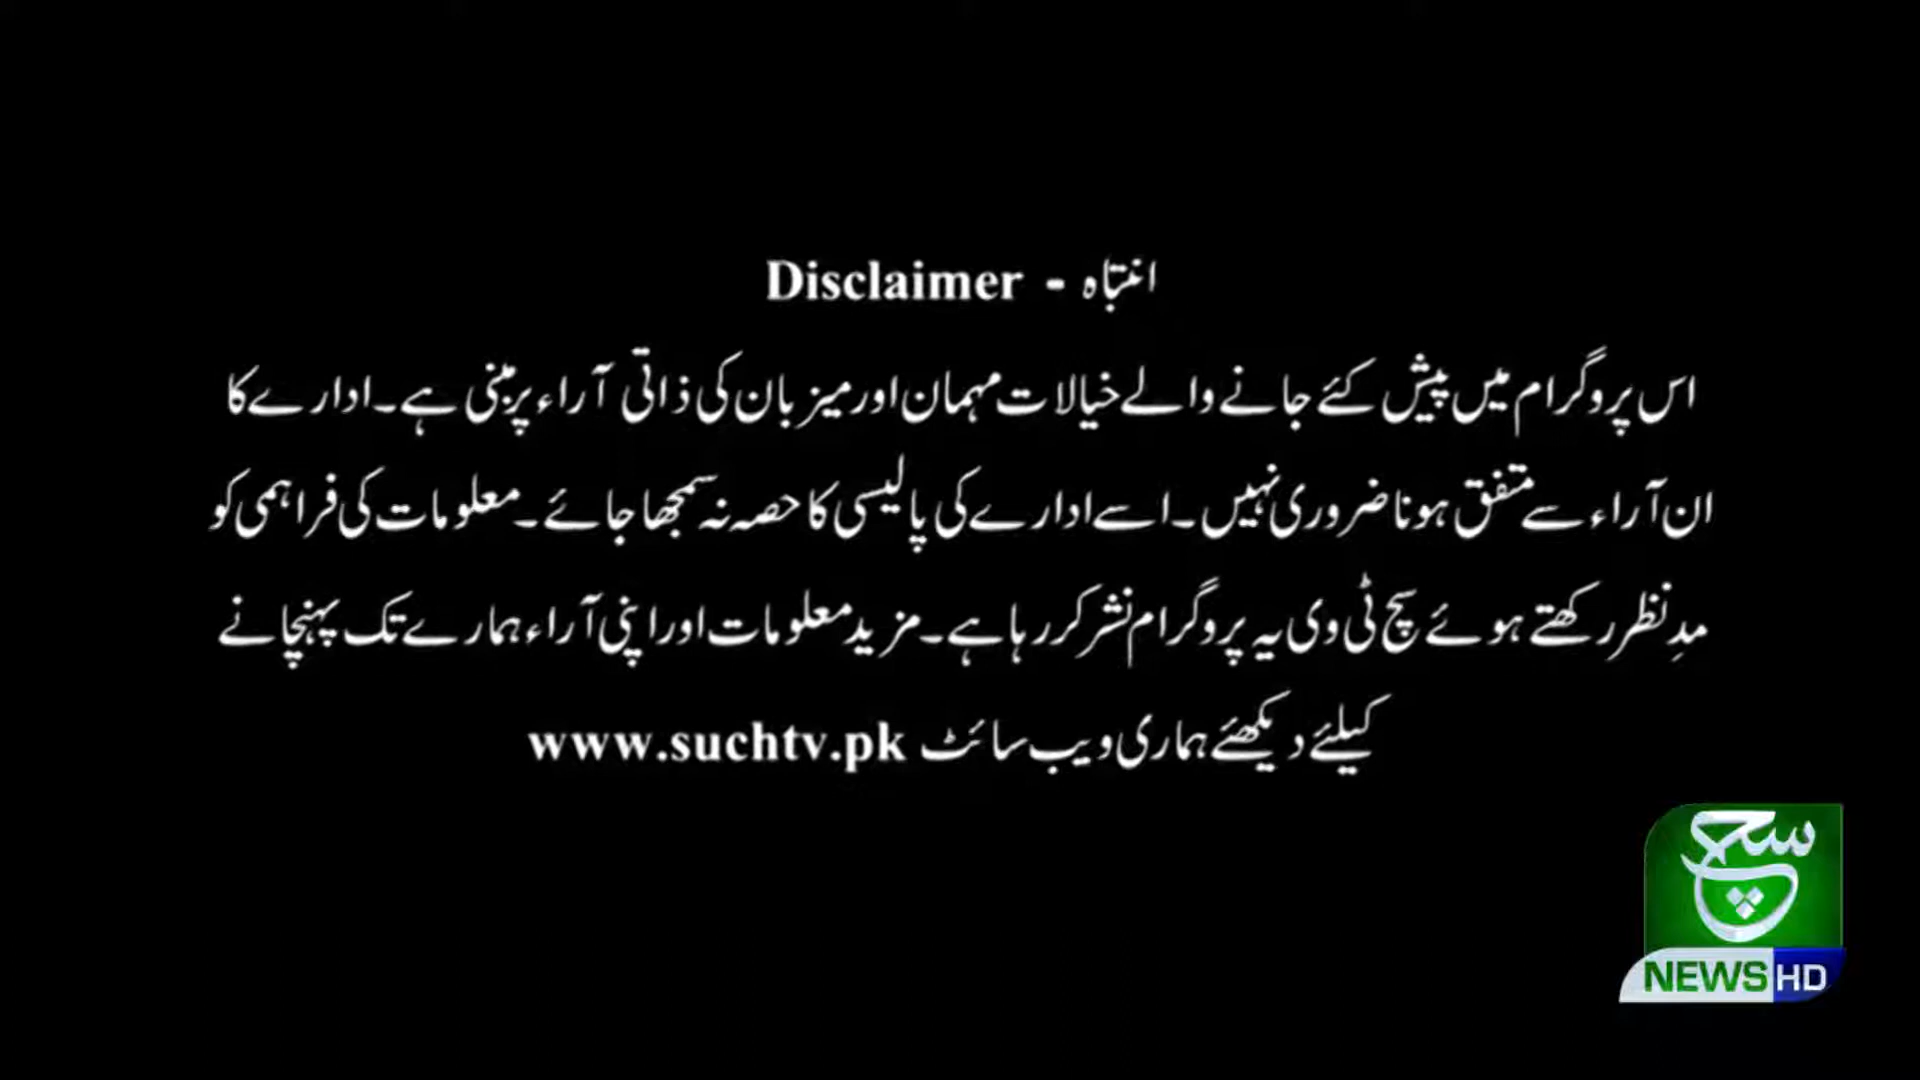 انتباہ - Disclaimer
اس پروگرام میں پیش کئے جانے والے خیالات مہمان اور میزبان کی ذاتی آراء پر مبنی ہے۔ ادارے کا
ان آراء سے متفق ہونا ضروری نہیں۔ اسے ادارے کی پالیسی کا حصہ نہ سمجھا جائے۔ معلومات کی فراہمی کو
مدِنظر رکھتے ہوئے سچ ٹی وی یہ پروگرام نشر کر رہا ہے۔ مزید معلومات اور اپنی آراء ہمارے تک پہنچانے
کیلئے دیکھئے ہماری ویب سائٹ www.suchtv.pk
سچ
NEWS HD